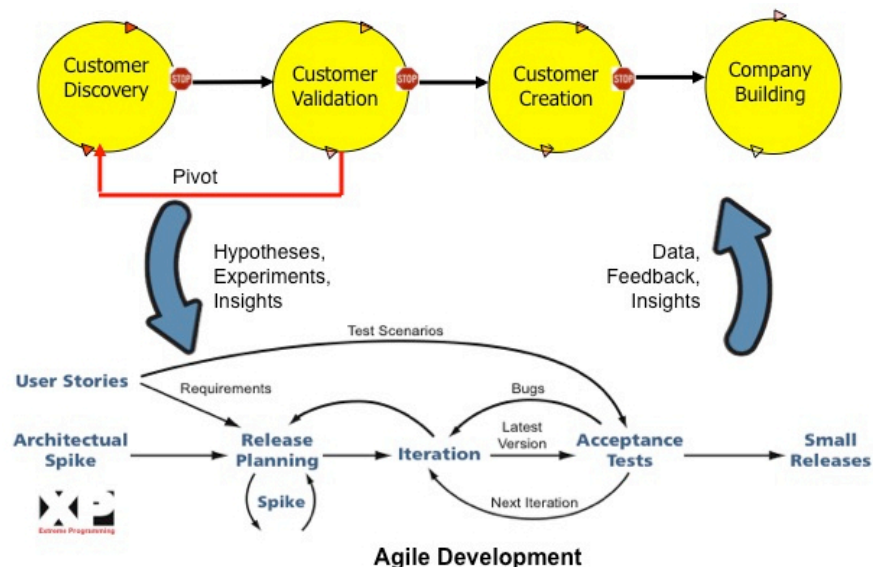 Customer
Discovery
STOP
Customer
Validation
STOP
Customer
Creation
STOP
Company
Building
Pivot
Hypotheses,
Experiments,
Insights
Data,
Feedback,
Insights
Test Scenarios
User Stories
Requirements
Bugs
Architectual
Spike
Release
Planning
Iteration
Latest
Version
Acceptance
Tests
Small
Releases
Spike
Next Iteration
XP
Extreme Programming
Agile Development